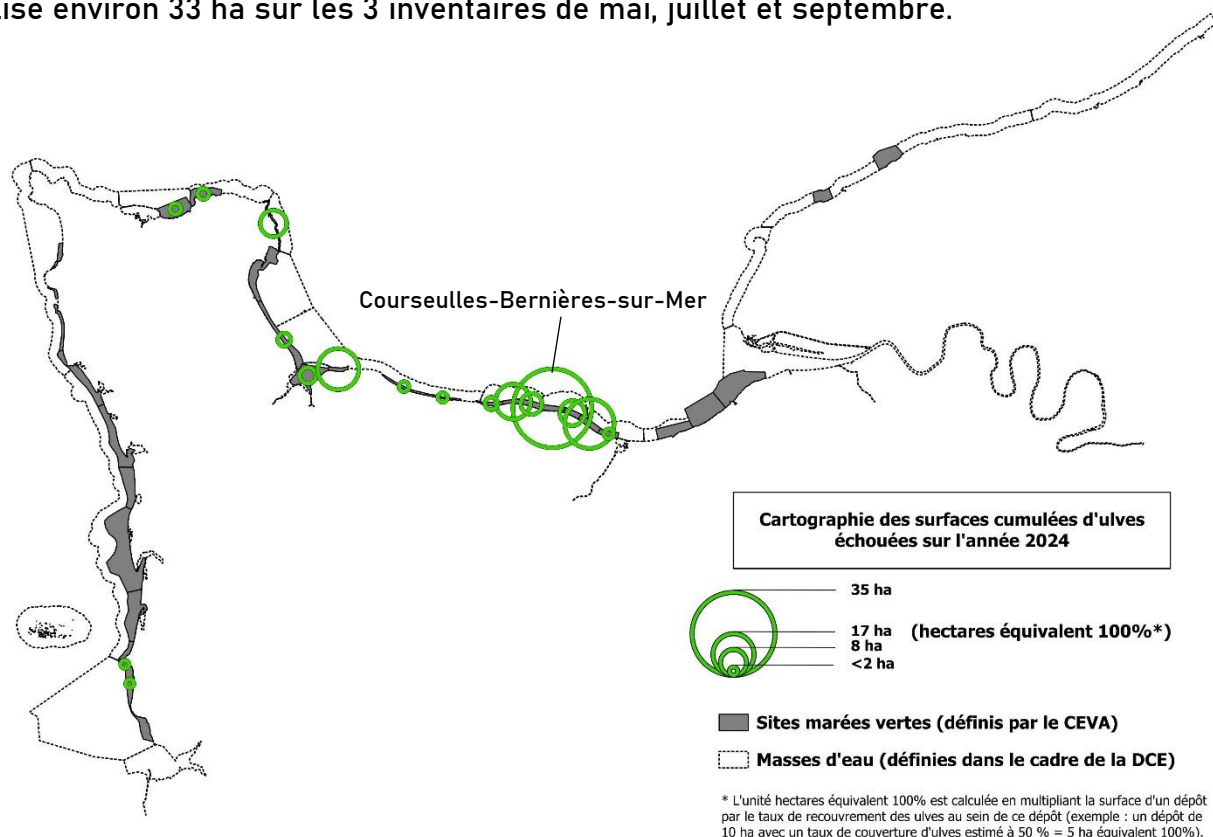 ise environ 33 ha sur les 3 inventaires de mai, juillet et septembre.
Courseulles-Bernières-sur-Mer
Cartographie des surfaces cumulées d'ulves
échouées sur l'année 2024
35 ha
17 ha (hectares équivalent 100%*)
8 ha
<2 ha
Sites marées vertes (définis par le CEVA)
Masses d'eau (définies dans le cadre de la DCE)
* L'unité hectares équivalent 100% est calculée en multipliant la surface d'un dépôt
par le taux de recouvrement des ulves au sein de ce dépôt (exemple : un dépôt de
10 ha avec un taux de couverture d'ulves estimé à 50 % = 5 ha équivalent 100%).